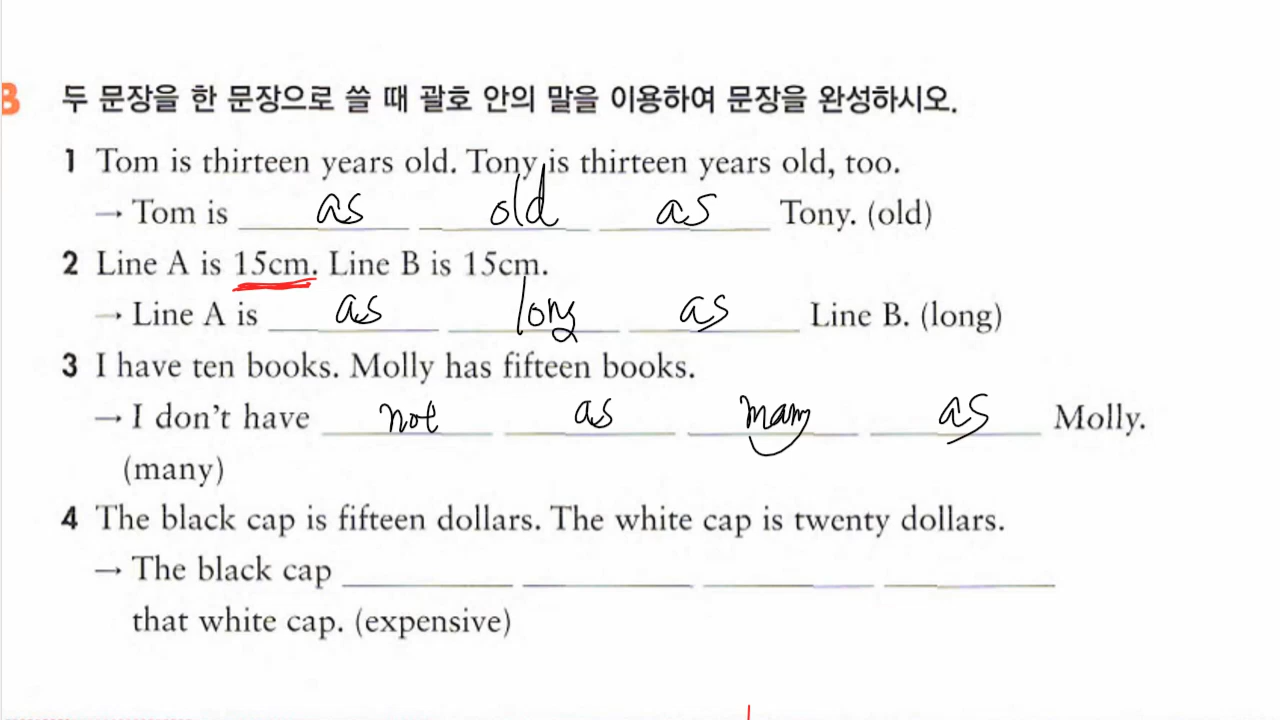 B 두 문장을 한 문장으로 쓸 때 괄호 안의 말을 이용하여 문장을 완성하시오.
1 Tom is thirteen years old. Tony is thirteen years old, too.
→ Tom is as old as Tony. (old)
2 Line A is 15cm. Line B is 15cm.
→ Line A is as long as Line B. (long)
3 I have ten books. Molly has fifteen books.
→ I don't have not as many as Molly.
(many)
4 The black cap is fifteen dollars. The white cap is twenty dollars.
→ The black cap ____ ____ ____ ____
that white cap. (expensive)